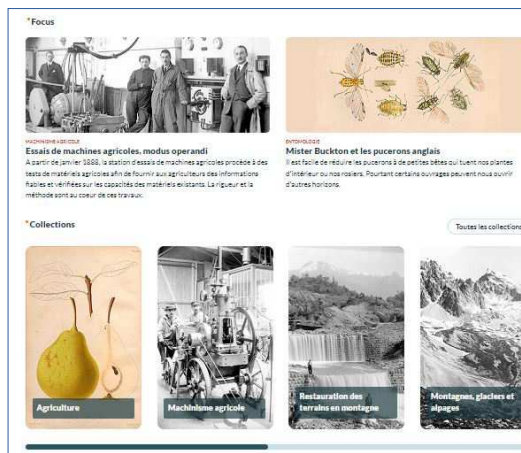 Focus
MACHINISME AGRICOLE
Essais de machines agricoles, modus operandi
A partir de janvier 1888, la station d'essais de machines agricoles procède à des
tests de matériels agricoles afin de fournir aux agriculteurs des informations
fiables et vérifiées sur les capacités des matériels existants. La rigueur et la
méthode sont au coeur de ces travaux.
ENTOMOLOGIE
Mister Buckton et les pucerons anglais
Il est facile de réduire les pucerons à de petites bêtes qui tuent nos plantes
d'intérieur ou nos rosiers. Pourtant certains ouvrages peuvent nous ouvrir
d'autres horizons.
Collections
Toutes les collections
Agriculture
Machinisme agricole
Restauration des
terrains en montagne
Montagnes, glaciers et
alpages